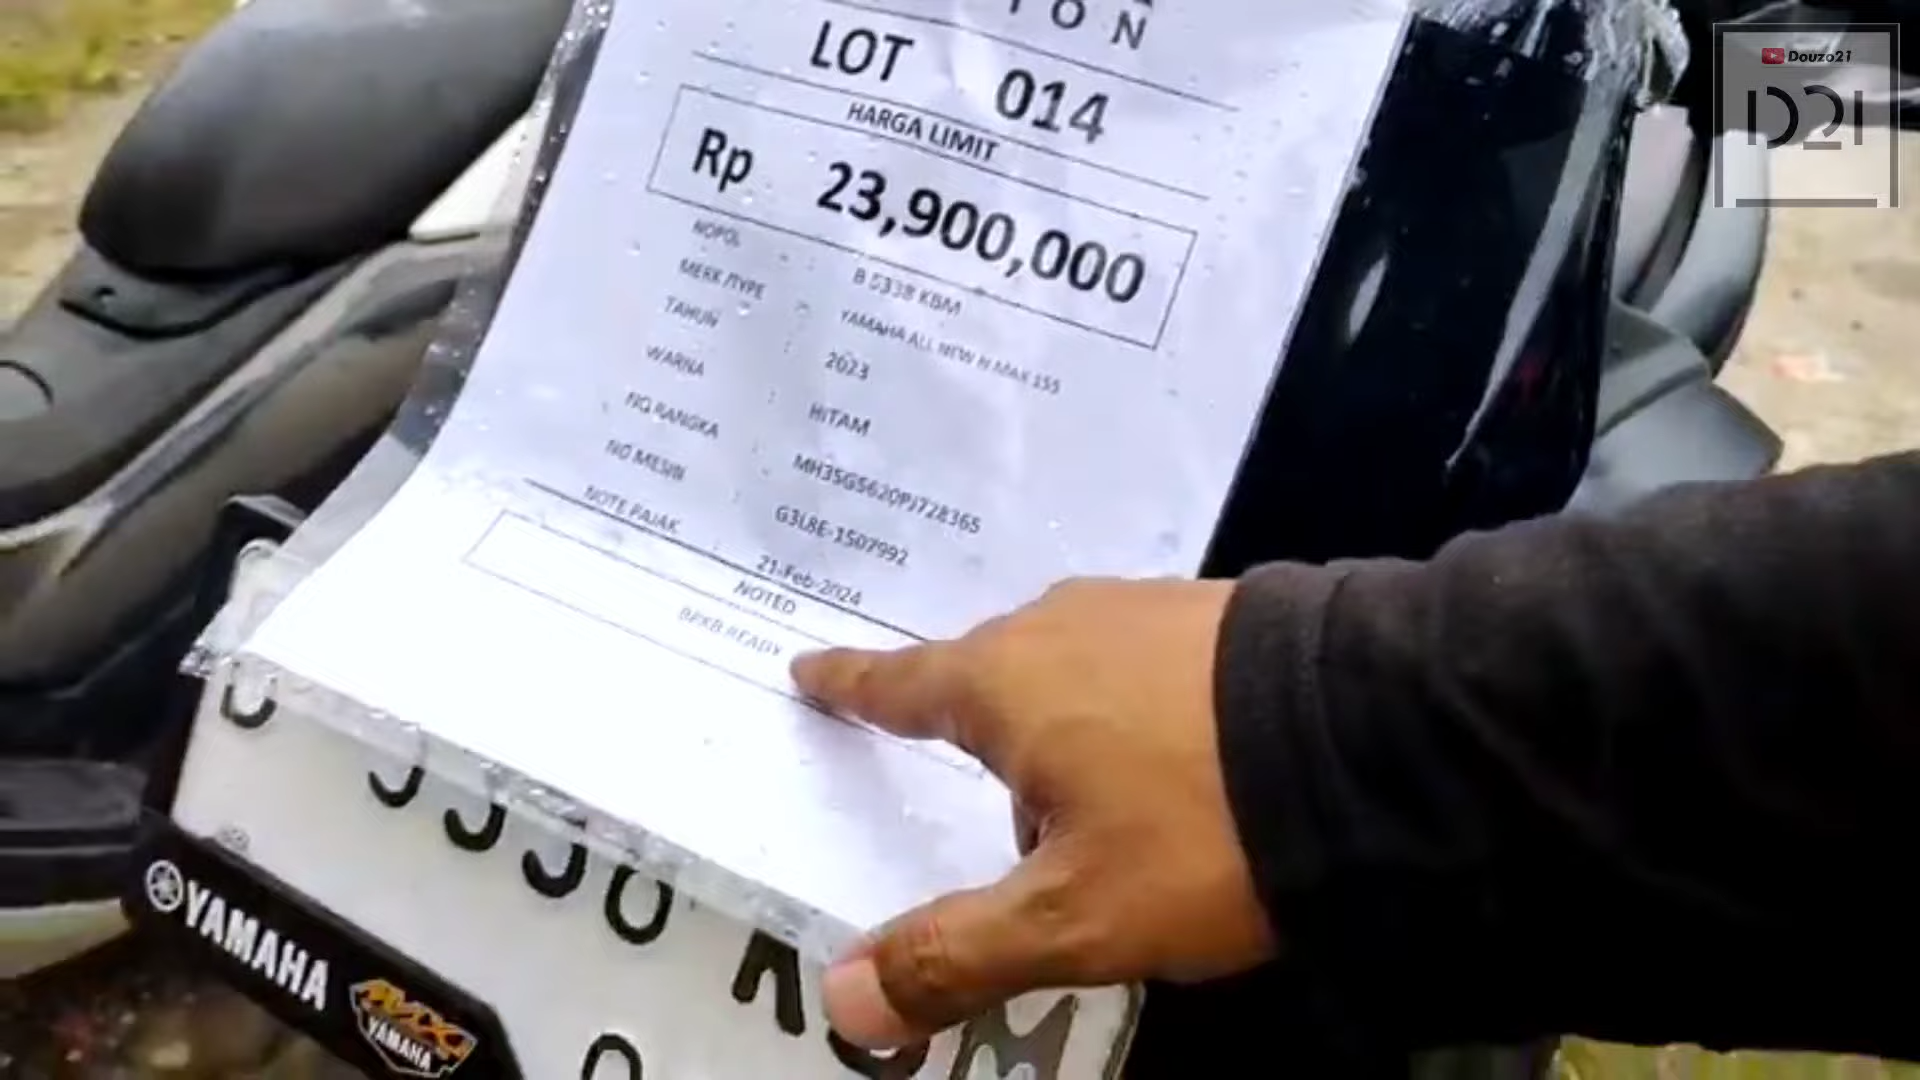 Douzo21
D21
LOT 014
HARGA LIMIT
Rp 23,900,000
NOPOL : B 5338 KBM
MERK /TYPE : YAMAHA ALL NEW N MAX 155
TAHUN : 2023
WARNA : HITAM
NO RANGKA : MH35G5620PJ728365
NO MESIN : G3L8E-1507992
NOTE PAJAK : 21-Feb-2024
NOTED
BPKB READY
YAMAHA
MAX
YAMAHA